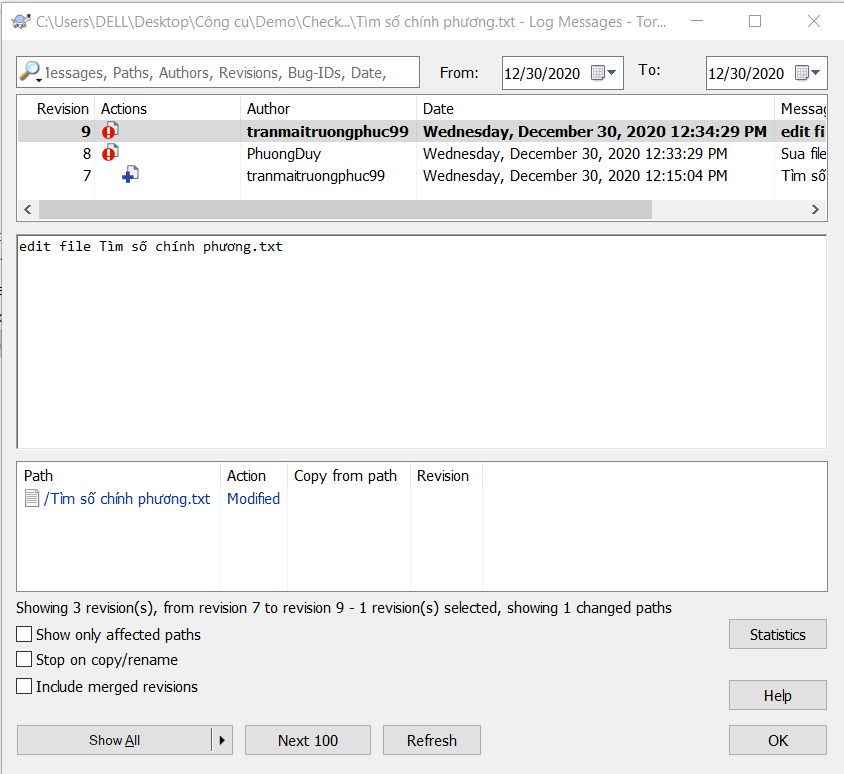 C:\Users\DELL\Desktop\Công cụ\Demo\Check...\Tìm số chính phương.txt - Log Messages - Tor...
Messages, Paths, Authors, Revisions, Bug-IDs, Date,
From: 12/30/2020 To: 12/30/2020
Revision Actions Author Date Messag
9 tranmaitruongphuc99 Wednesday, December 30, 2020 12:34:29 PM edit fi
8 PhuongDuy Wednesday, December 30, 2020 12:33:29 PM Sua file
7 tranmaitruongphuc99 Wednesday, December 30, 2020 12:15:04 PM Tìm số
edit file Tìm số chính phương.txt
Path Action Copy from path Revision
/Tìm số chính phương.txt Modified
Showing 3 revision(s), from revision 7 to revision 9 - 1 revision(s) selected, showing 1 changed paths
Show only affected paths
Statistics
Stop on copy/rename
Include merged revisions
Help
Show All Next 100 Refresh OK